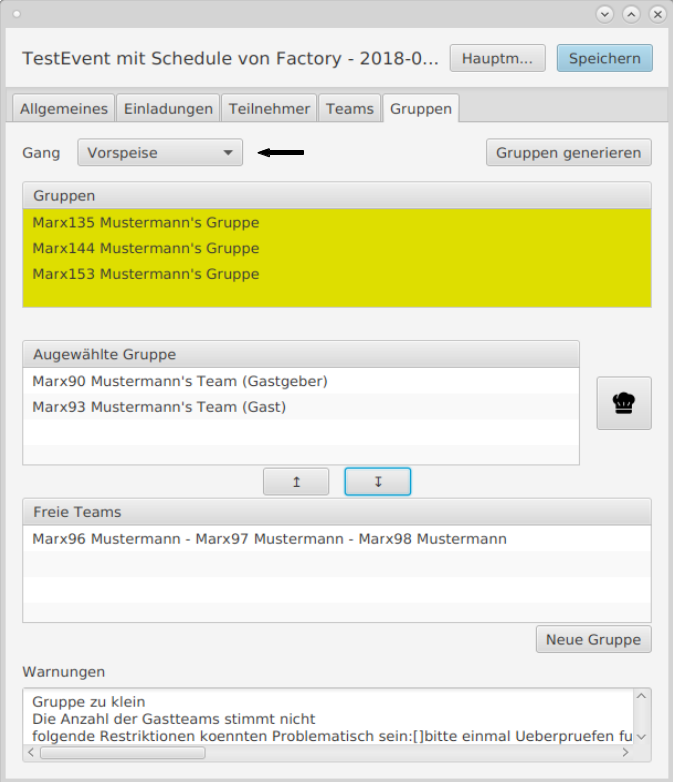 TestEvent mit Schedule von Factory - 2018-0...
Hauptm...
Speichern
Allgemeines
Einladungen
Teilnehmer
Teams
Gruppen
Gang
Vorspeise
Gruppen generieren
Gruppen
Marx135 Mustermann's Gruppe
Marx144 Mustermann's Gruppe
Marx153 Mustermann's Gruppe
Augewählte Gruppe
Marx90 Mustermann's Team (Gastgeber)
Marx93 Mustermann's Team (Gast)
↥
↧
Freie Teams
Marx96 Mustermann - Marx97 Mustermann - Marx98 Mustermann
Neue Gruppe
Warnungen
Gruppe zu klein
Die Anzahl der Gastteams stimmt nicht
folgende Restriktionen koennten Problematisch sein:[]bitte einmal Ueberpruefen fu